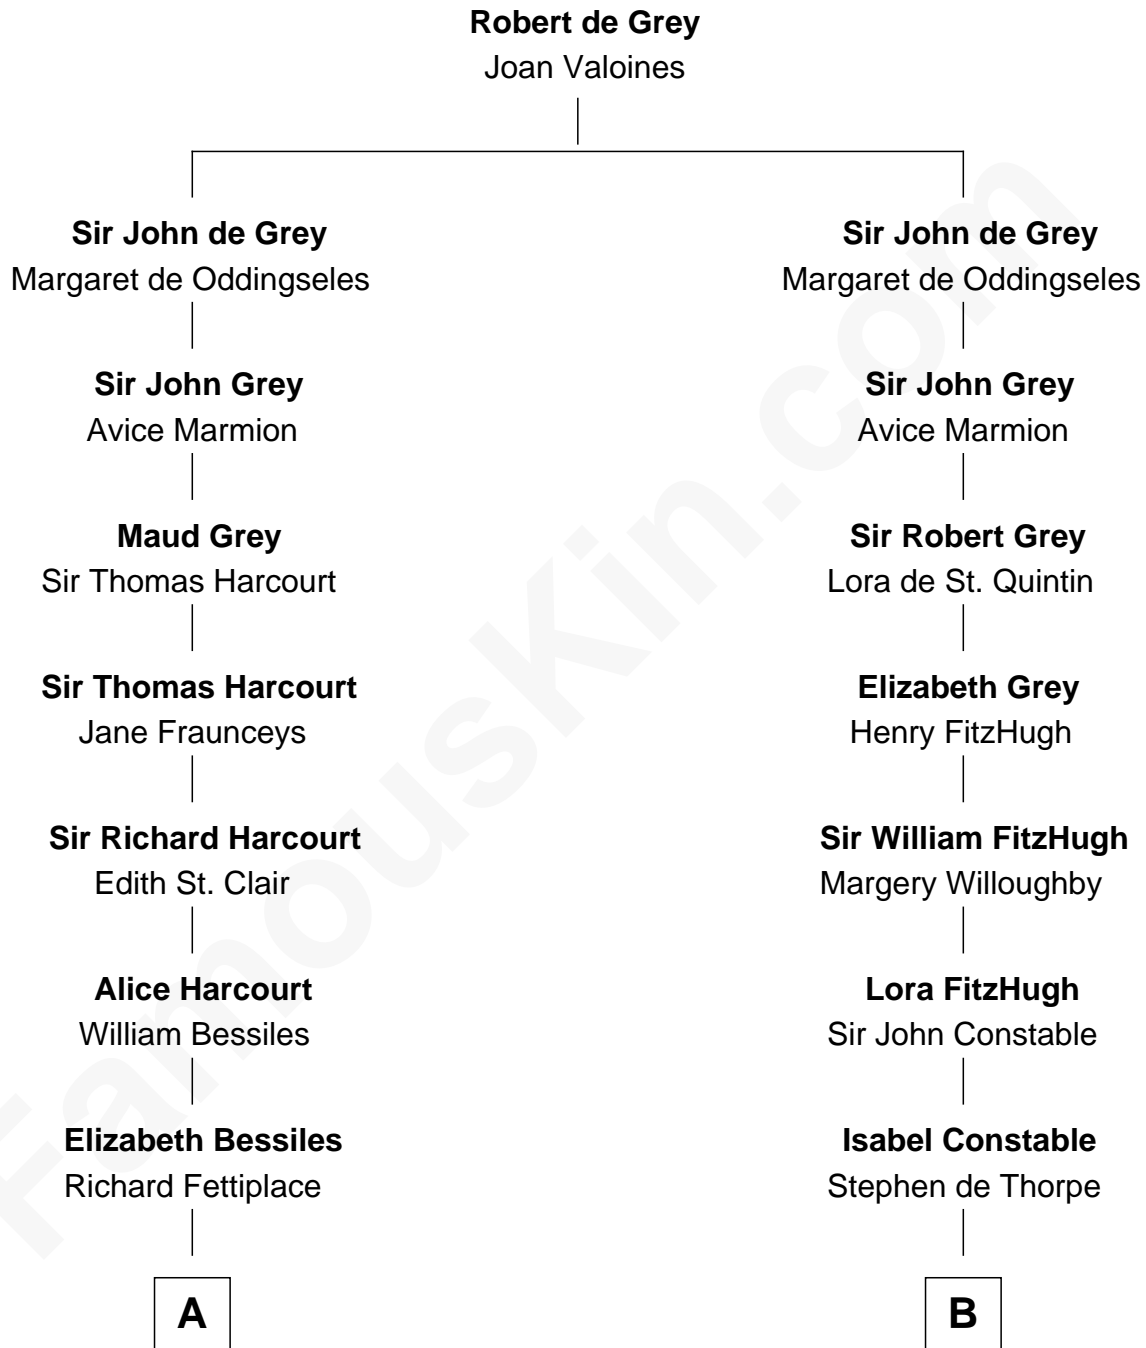 Robert de Grey
Joan Valoines
Sir John de Grey
Margaret de Oddingseles
Sir John de Grey
Margaret de Oddingseles
Sir John Grey
Avice Marmion
Sir John Grey
Avice Marmion
Maud Grey
Sir Thomas Harcourt
Sir Robert Grey
Lora de St. Quintin
Sir Thomas Harcourt
Jane Fraunceys
Elizabeth Grey
Henry FitzHugh
Sir Richard Harcourt
Edith St. Clair
Sir William FitzHugh
Margery Willoughby
Alice Harcourt
William Bessiles
Lora FitzHugh
Sir John Constable
Elizabeth Bessiles
Richard Fettiplace
Isabel Constable
Stephen de Thorpe
A
B
FamousKin.com